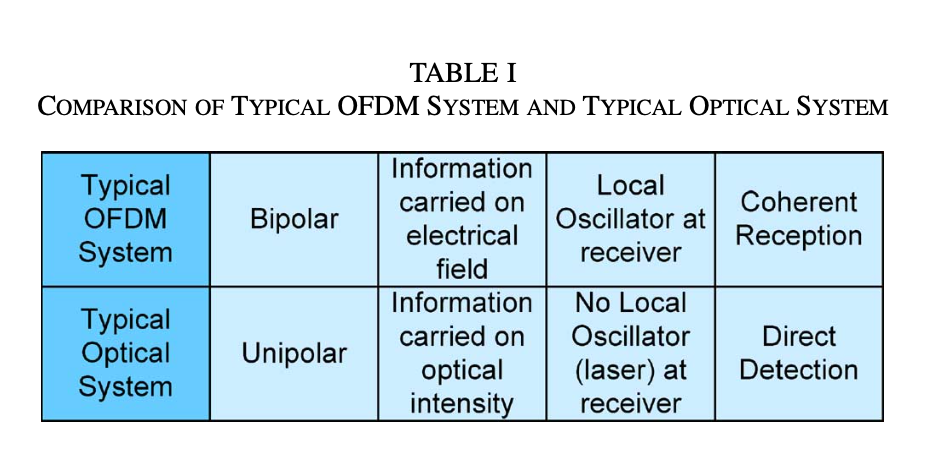 TABLE I
COMPARISON OF TYPICAL OFDM SYSTEM AND TYPICAL OPTICAL SYSTEM
Typical
OFDM
System
Bipolar
Information
carried on
electrical
field
Local
Oscillator at
receiver
Coherent
Reception
Typical
Optical
System
Unipolar
Information
carried on
optical
intensity
No Local
Oscillator
(laser) at
receiver
Direct
Detection